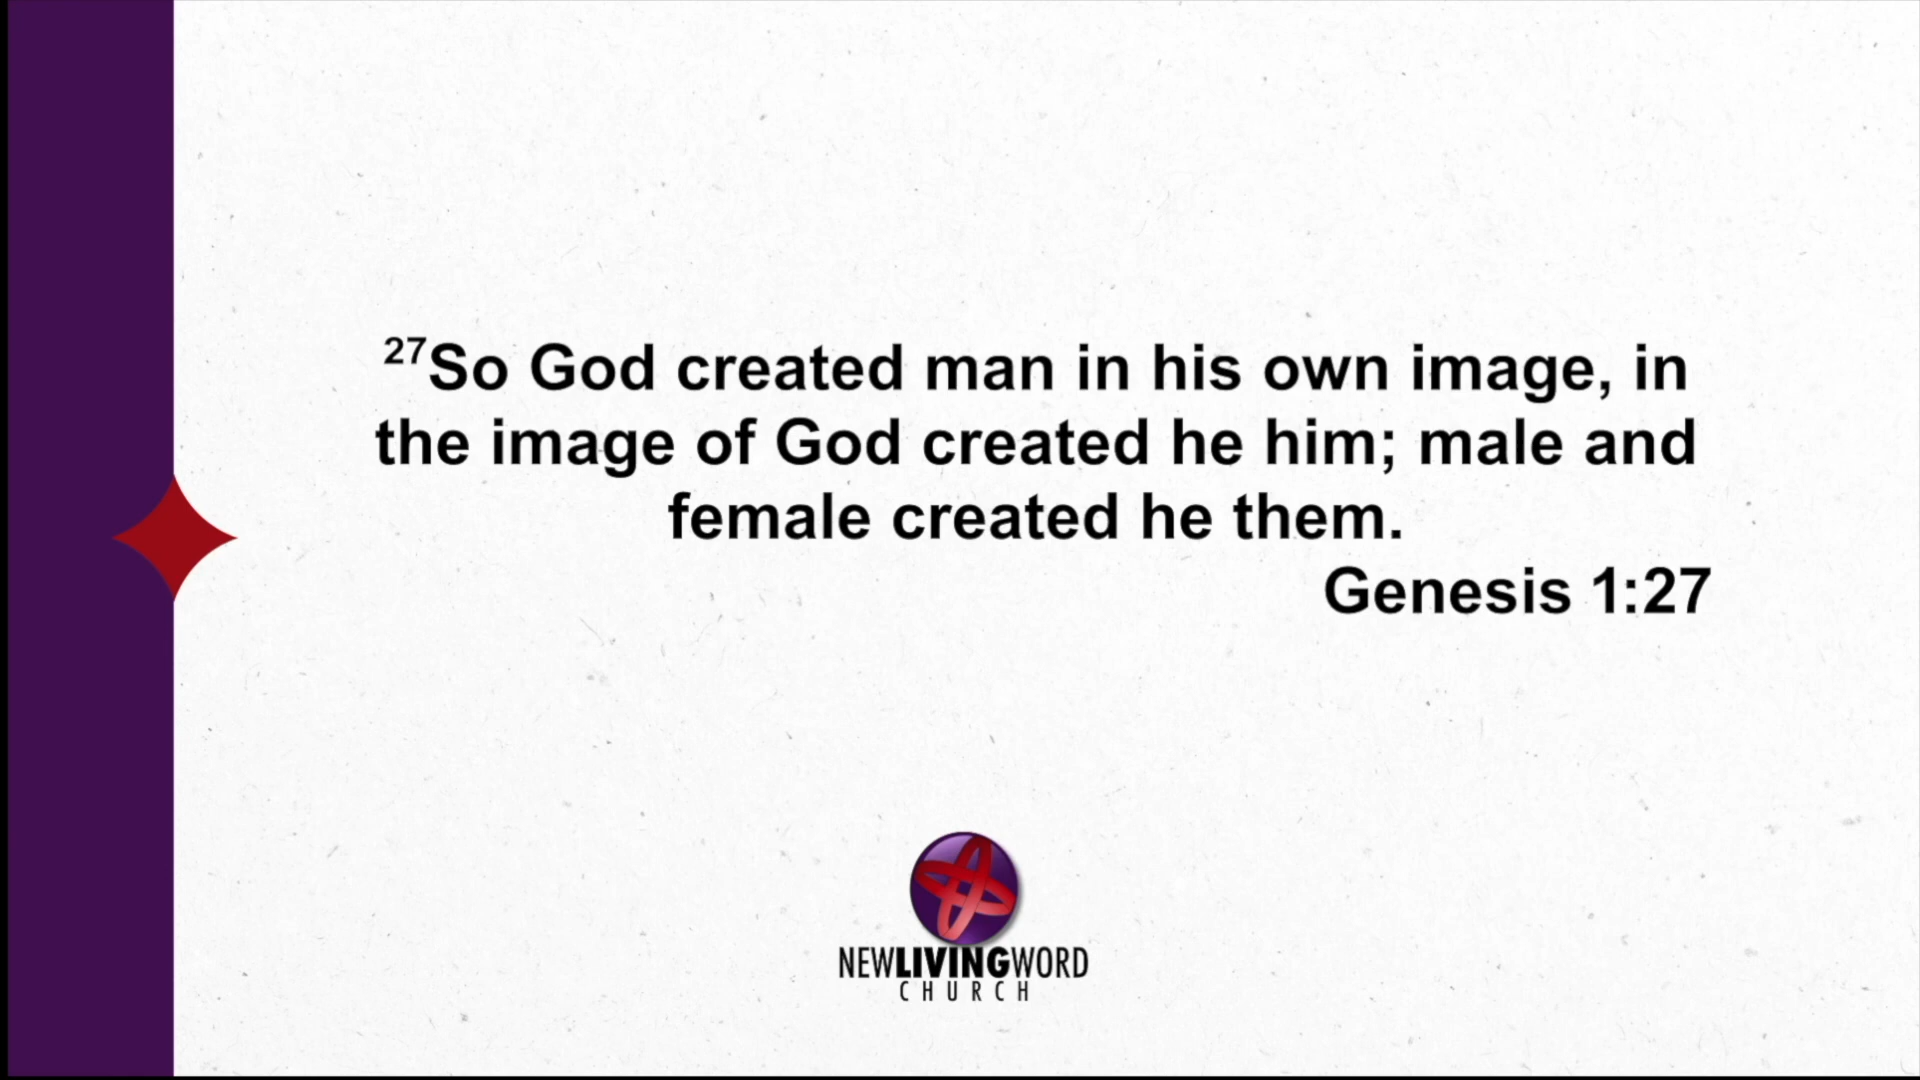 27So God created man in his own image, in
the image of God created he him; male and
female created he them.
Genesis 1:27
NEWLIVINGWORD
CHURCH